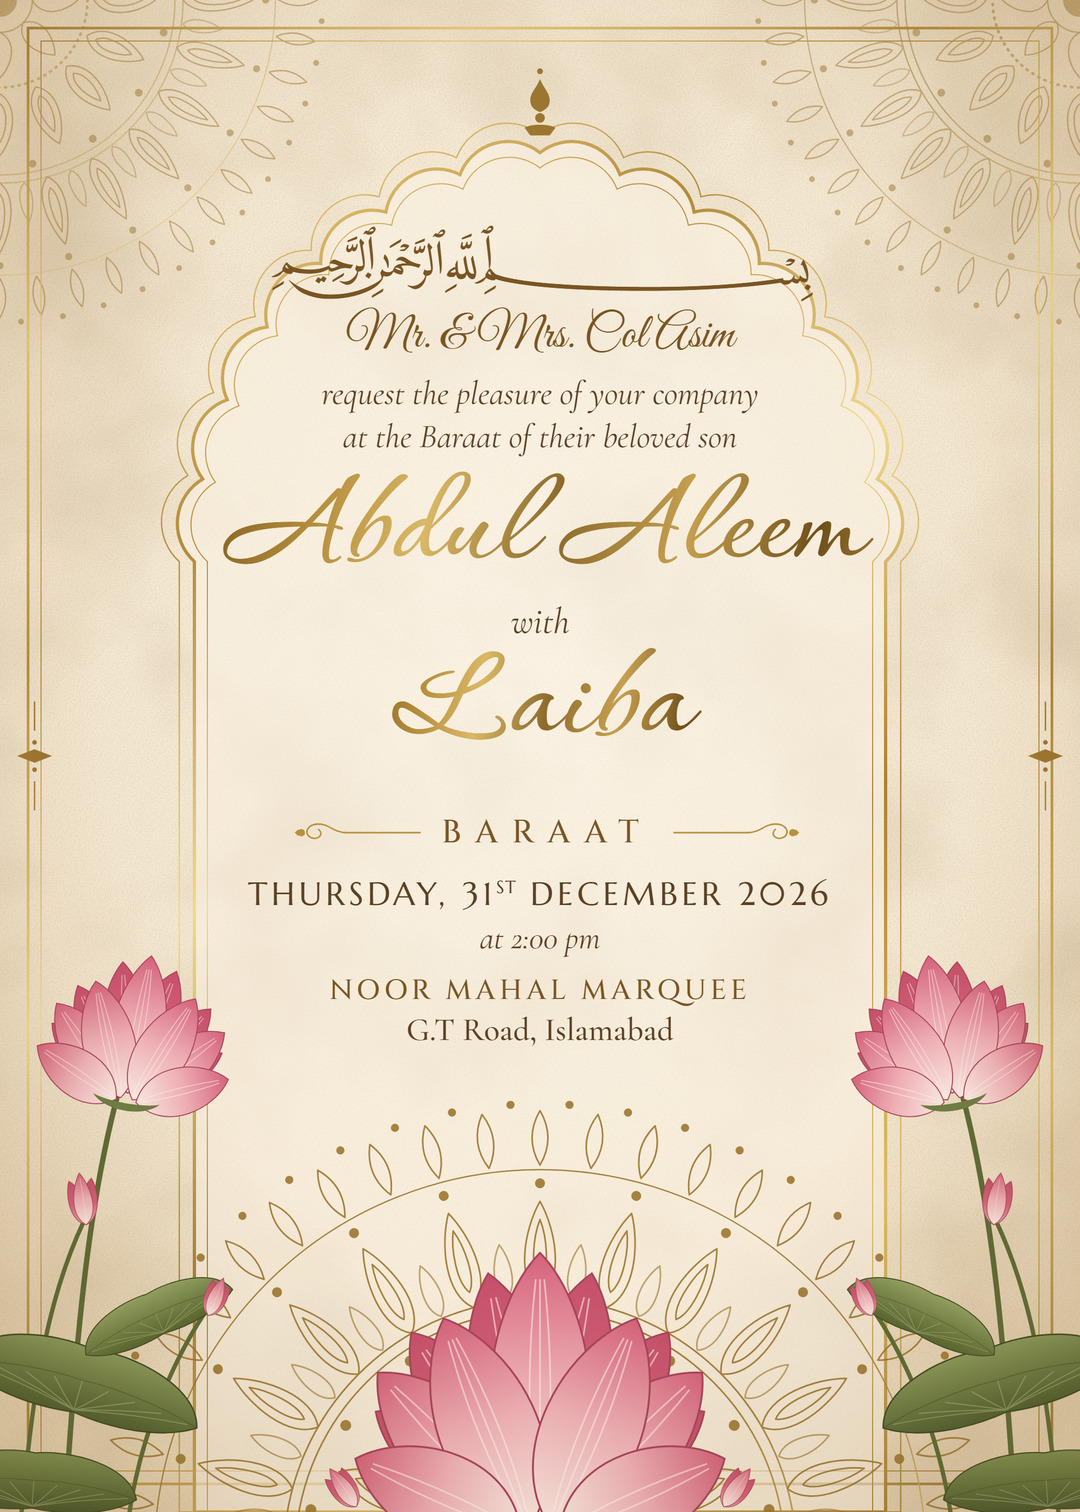 بِسْمِ اللَّهِ الرَّحْمَٰنِ الرَّحِيمِ
Mr. & Mrs. Col Asim
request the pleasure of your company
at the Baraat of their beloved son
Abdul Aleem
with
Laiba
BARAAT
THURSDAY, 31ST DECEMBER 2026
at 2:00 pm
NOOR MAHAL MARQUEE
G.T Road, Islamabad